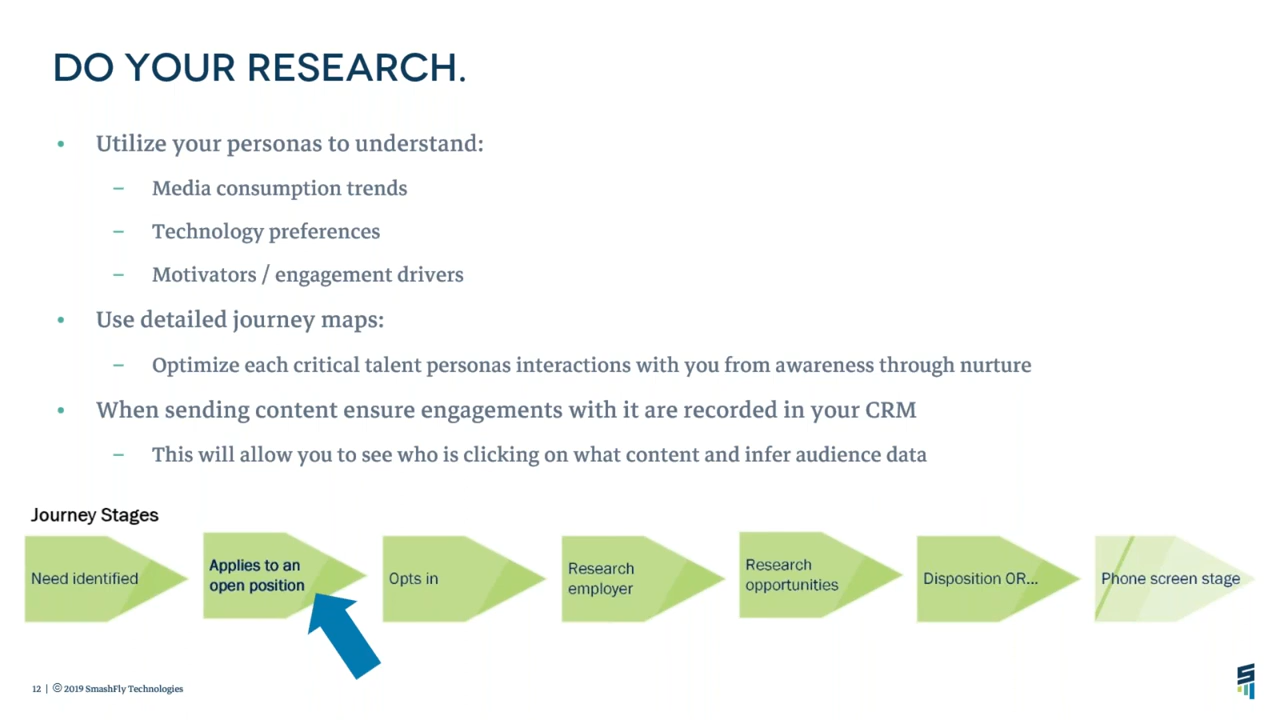 DO YOUR RESEARCH.
• Utilize your personas to understand:
– Media consumption trends
– Technology preferences
– Motivators / engagement drivers
• Use detailed journey maps:
– Optimize each critical talent personas interactions with you from awareness through nurture
• When sending content ensure engagements with it are recorded in your CRM
– This will allow you to see who is clicking on what content and infer audience data
Journey Stages
Need identified
Applies to an
open position
Opts in
Research
employer
Research
opportunities
Disposition OR...
Phone screen stage
12 | © 2019 SmashFly Technologies